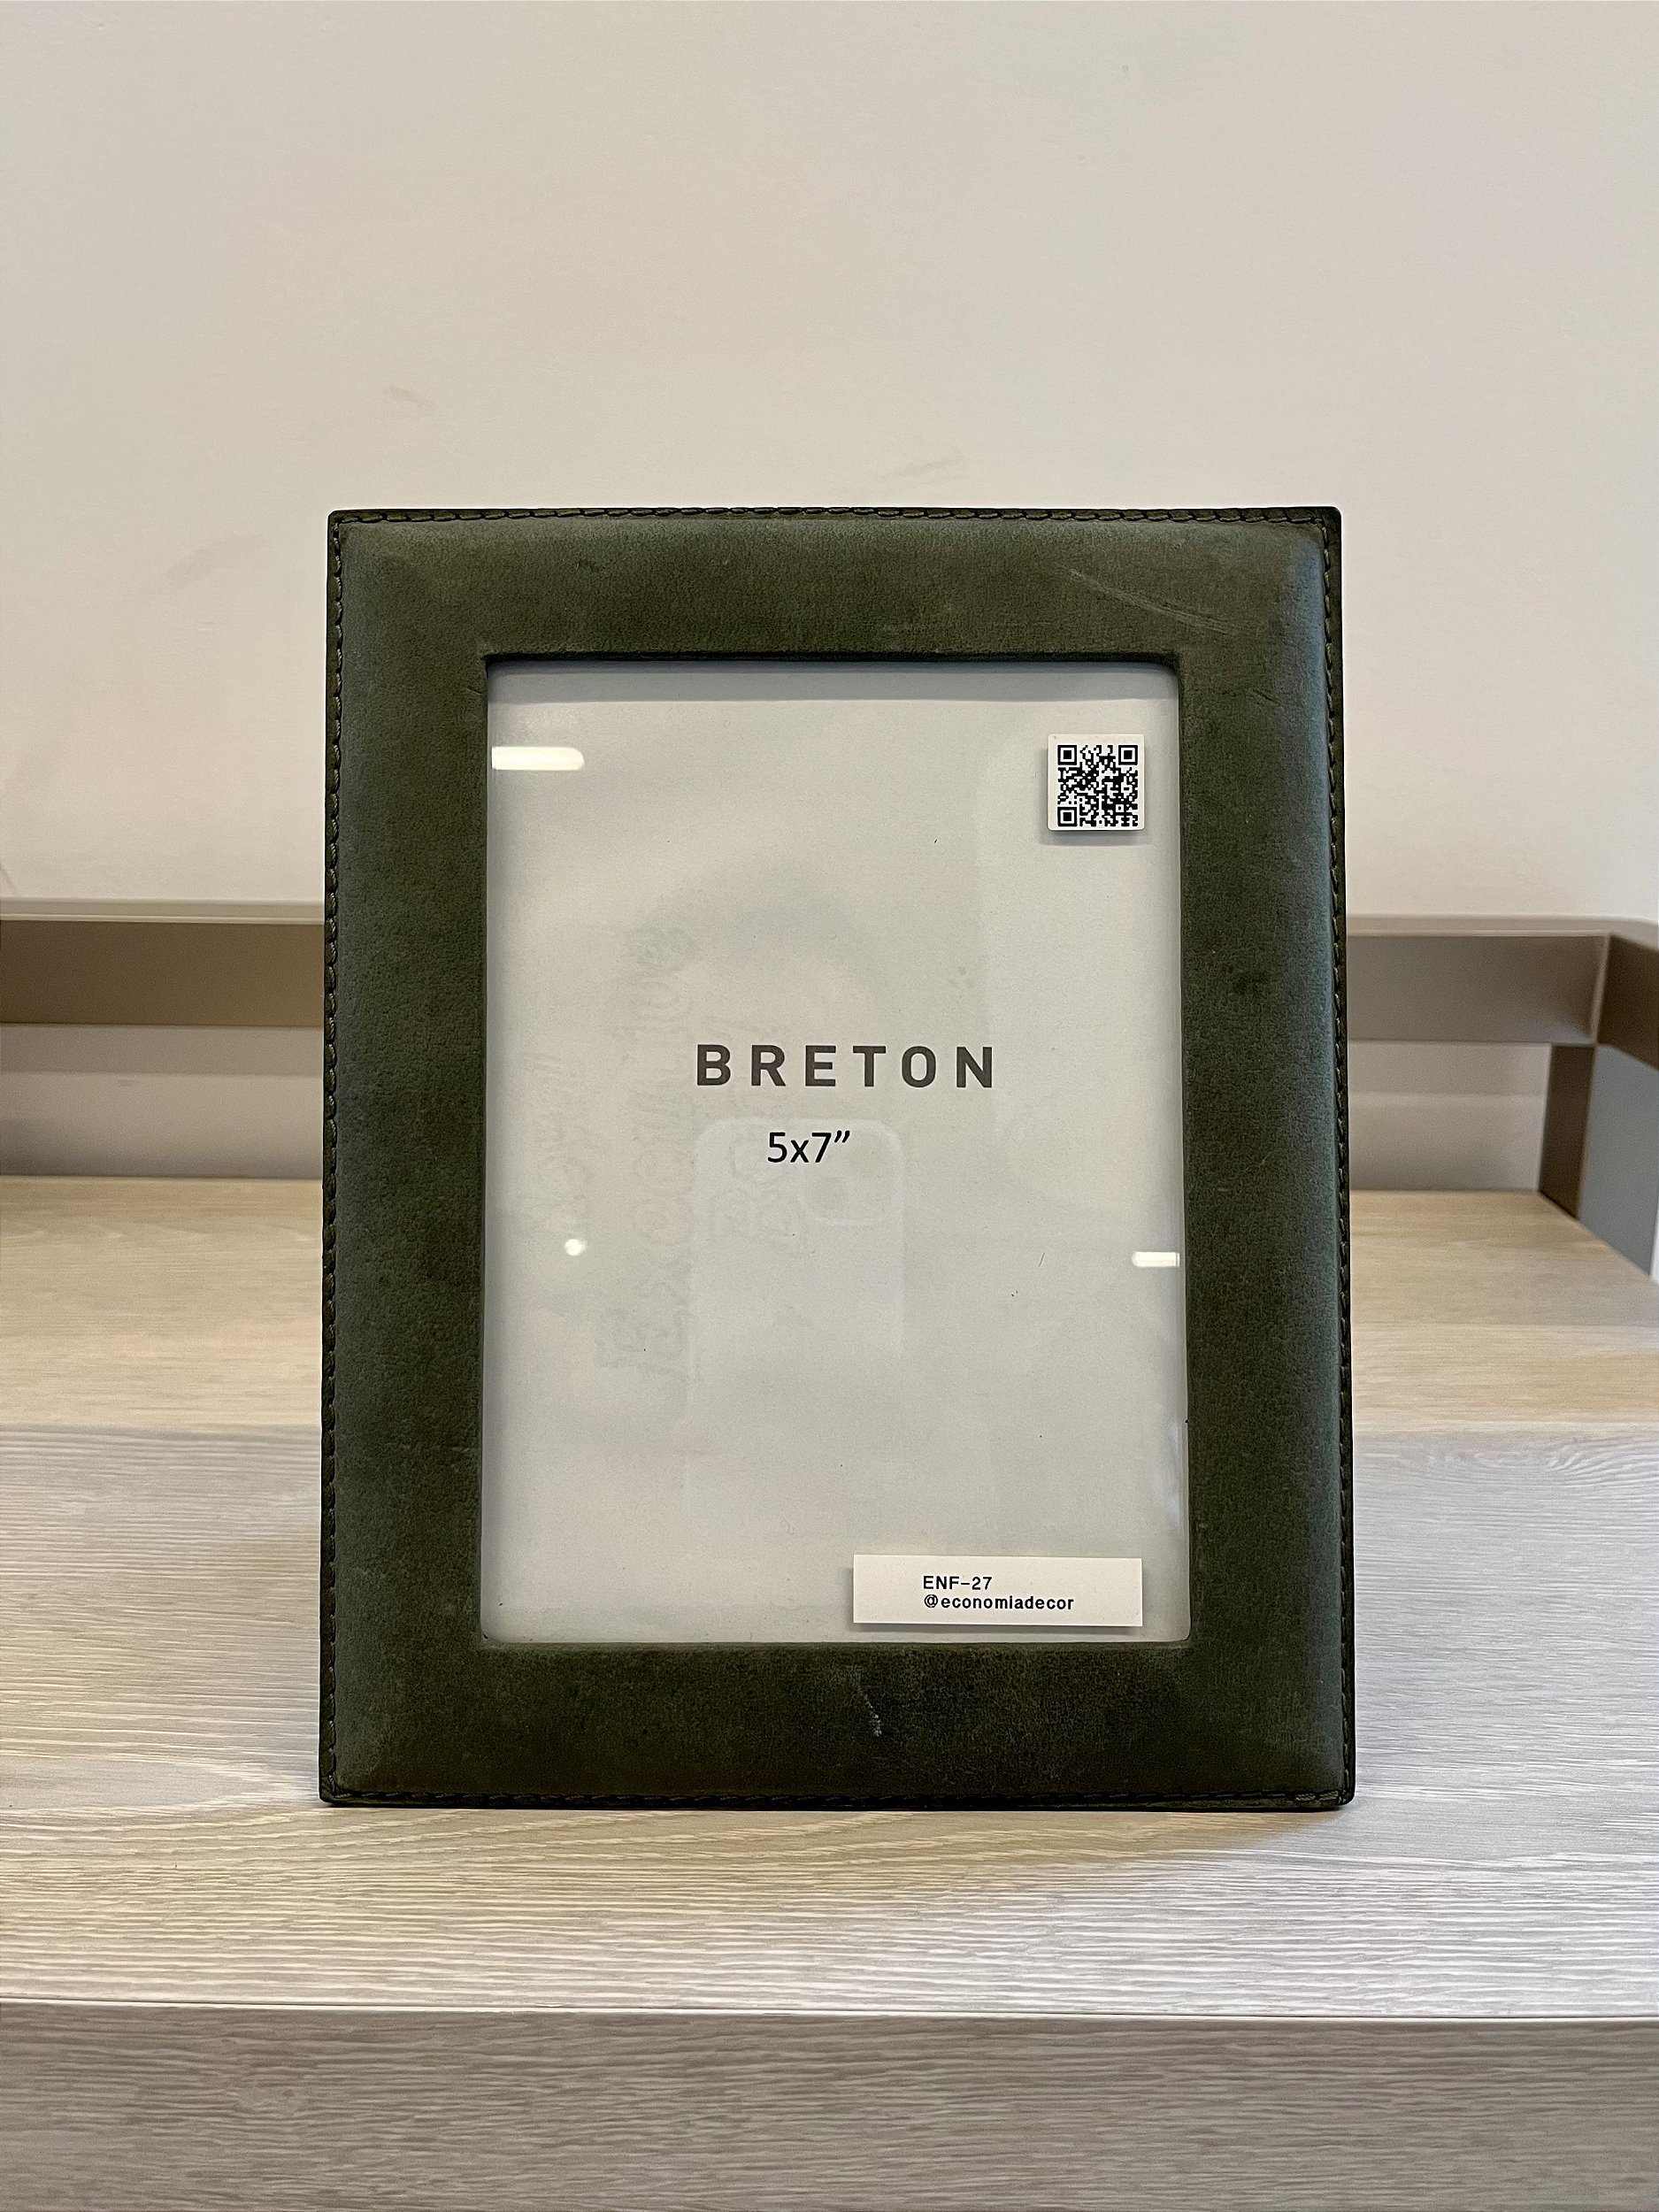 BRETON
5x7”
ENF-27
@economiadecor